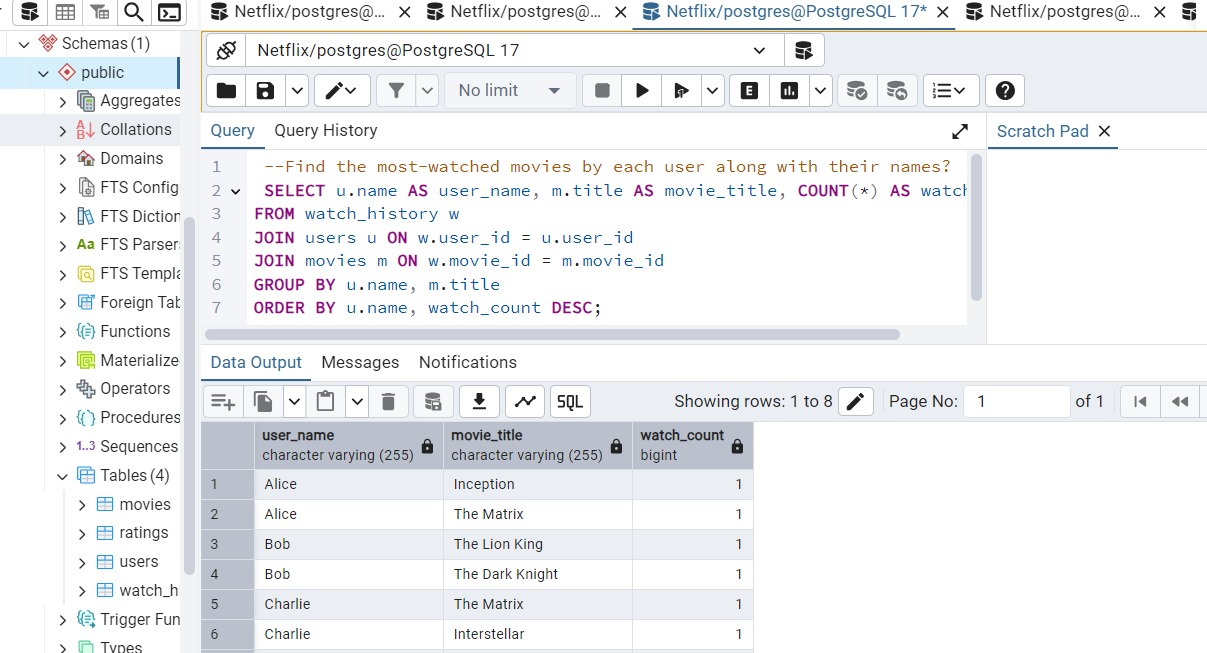 Netflix/postgres@... Netflix/postgres@... Netflix/postgres@PostgreSQL 17* Netflix/postgres@...
Schemas (1)
public
Aggregates
Collations
Domains
FTS Config
FTS Diction
FTS Parsers
FTS Templa
Foreign Tab
Functions
Materialize
Operators
Procedures
1..3 Sequences
Tables (4)
movies
ratings
users
watch_h
Trigger Fun
Types
Netflix/postgres@PostgreSQL 17
No limit
Query Query History
Scratch Pad
1 --Find the most-watched movies by each user along with their names?
2 SELECT u.name AS user_name, m.title AS movie_title, COUNT(*) AS watch
3 FROM watch_history w
4 JOIN users u ON w.user_id = u.user_id
5 JOIN movies m ON w.movie_id = m.movie_id
6 GROUP BY u.name, m.title
7 ORDER BY u.name, watch_count DESC;
Data Output Messages Notifications
SQL Showing rows: 1 to 8 Page No: 1 of 1
user_name movie_title watch_count
character varying (255) character varying (255) bigint
1 Alice Inception 1
2 Alice The Matrix 1
3 Bob The Lion King 1
4 Bob The Dark Knight 1
5 Charlie The Matrix 1
6 Charlie Interstellar 1